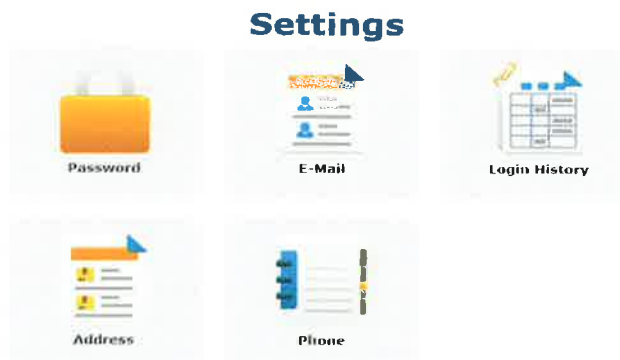 Settings
Password
E-Mail
Login History
Address
Phone